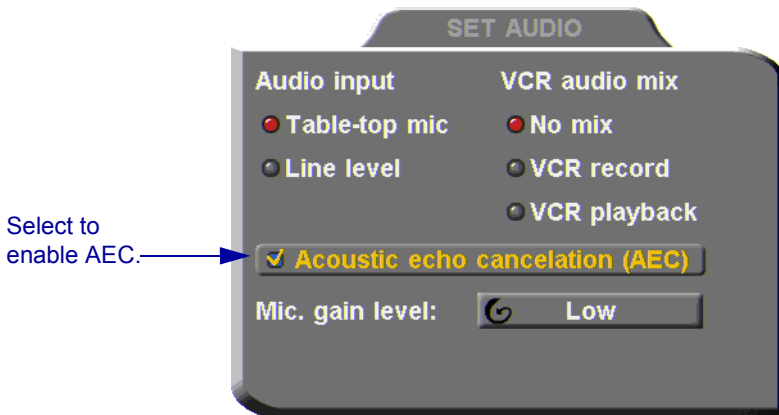 SET AUDIO
Audio input
VCR audio mix
Table-top mic
No mix
Line level
VCR record
VCR playback
Select to
enable AEC.
Acoustic echo cancelation (AEC)
Mic. gain level:
Low